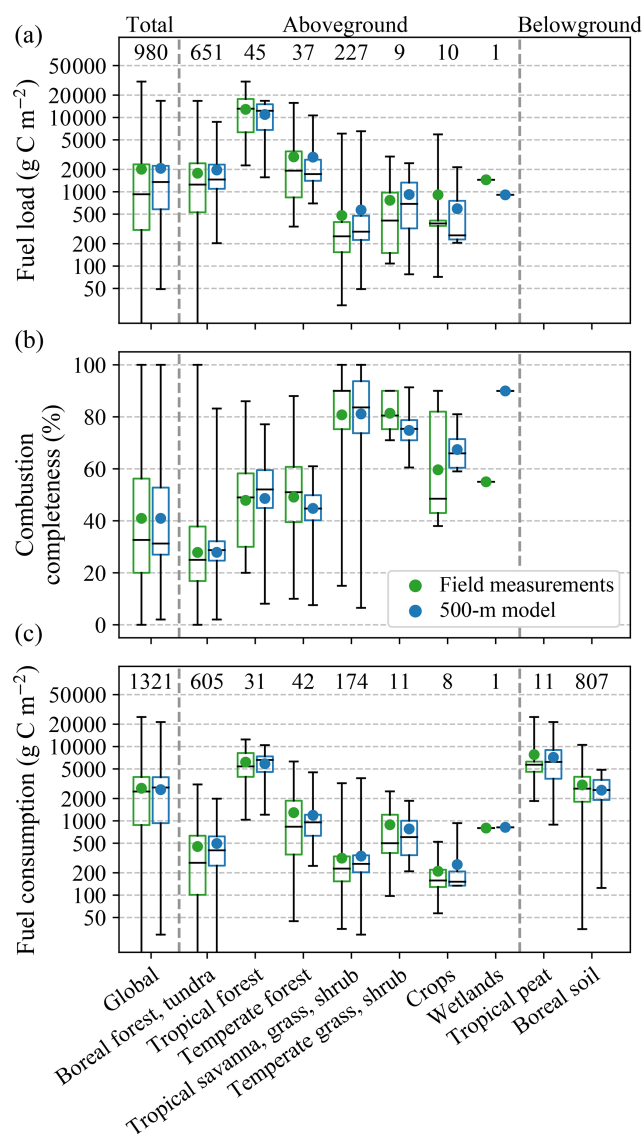 Total Aboveground Belowground
(a)
980 651 45 37 227 9 10 1
50000
20000
10000
5000
2000
1000
500
200
100
50
Fuel load (g C m−2)
(b)
100
80
60
40
20
0
Combustion
completeness (%)
Field measurements
500-m model
(c)
1321 605 31 42 174 11 8 1 11 807
50000
20000
10000
5000
2000
1000
500
200
100
50
Fuel consumption (g C m−2)
Global
Boreal forest, tundra
Tropical forest
Temperate forest
Tropical savanna, grass, shrub
Temperate grass, shrub
Crops
Wetlands
Tropical peat
Boreal soil